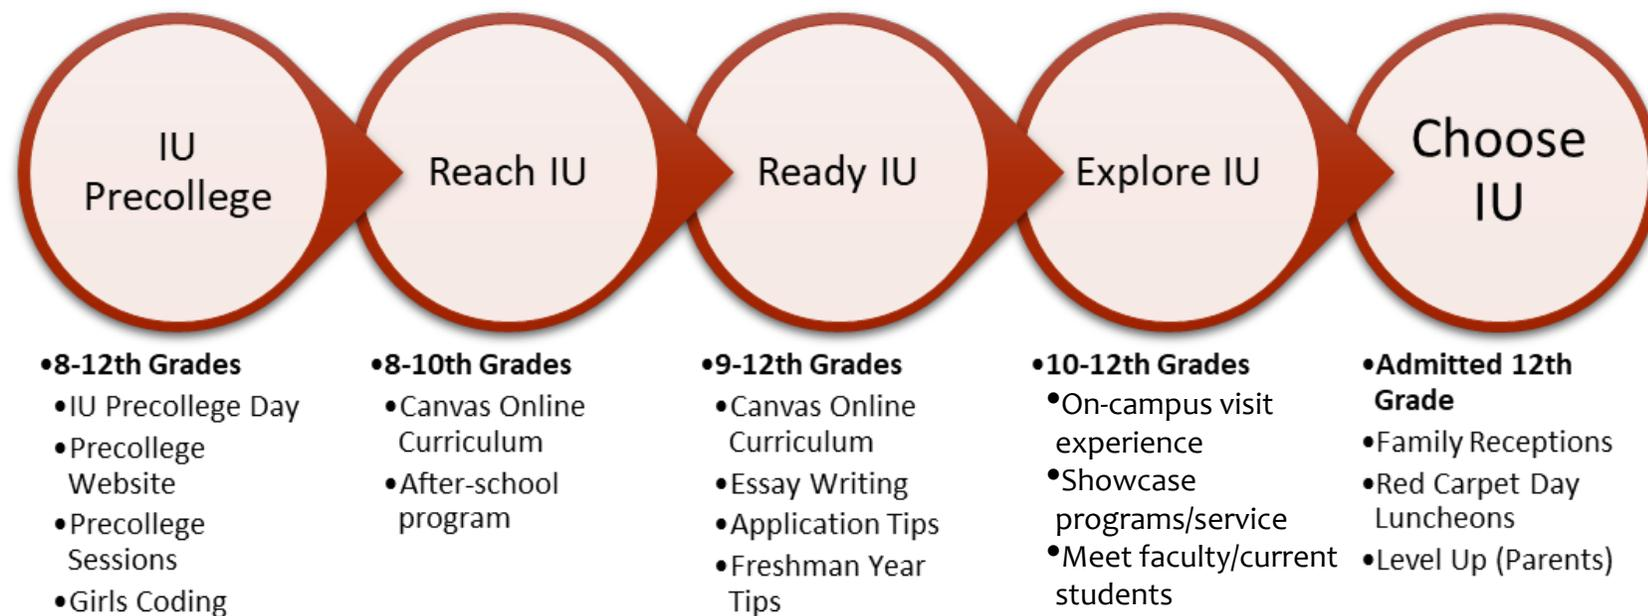 IU
Precollege
Reach IU
Ready IU
Explore IU
Choose
IU
•8-12th Grades
•IU Precollege Day
•Precollege
Website
•Precollege
Sessions
•Girls Coding
•8-10th Grades
•Canvas Online
Curriculum
•After-school
program
•9-12th Grades
•Canvas Online
Curriculum
•Essay Writing
•Application Tips
•Freshman Year
Tips
•10-12th Grades
•On-campus visit
experience
•Showcase
programs/service
•Meet faculty/current
students
•Admitted 12th
Grade
•Family Receptions
•Red Carpet Day
Luncheons
•Level Up (Parents)